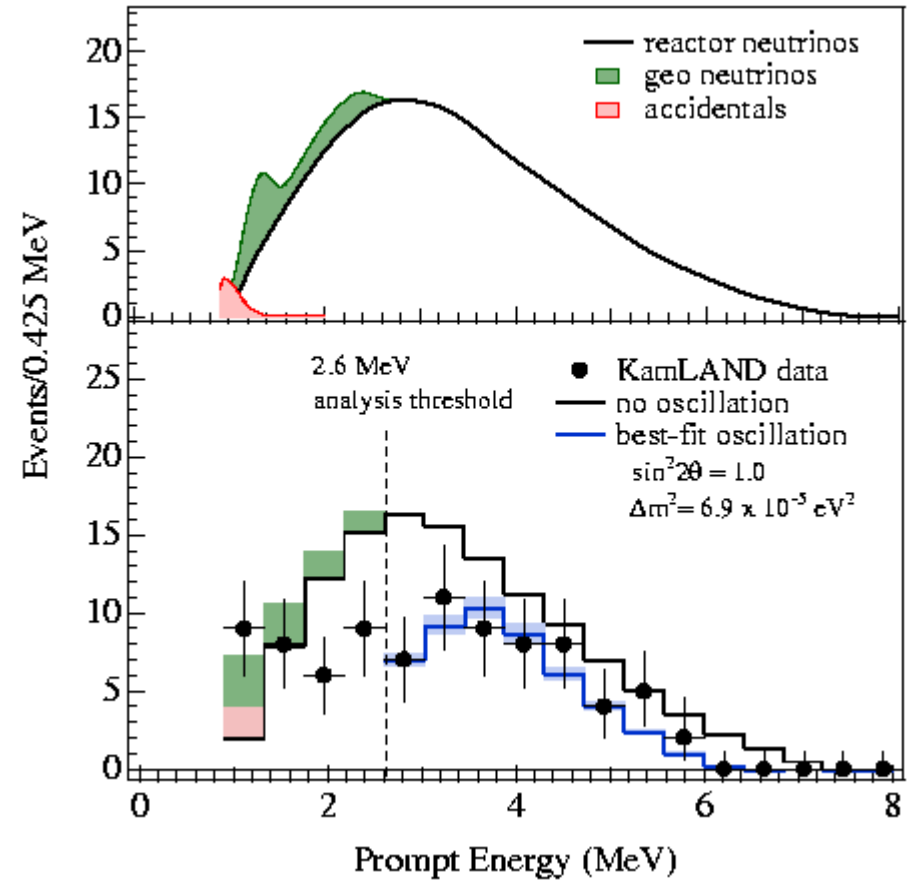 Events/0.425 MeV
20
15
10
5
0
reactor neutrinos
geo neutrinos
accidentals
25
20
15
10
5
0
2.6 MeV
analysis threshold
KamLAND data
no oscillation
best-fit oscillation
sin²2θ = 1.0
Δm²= 6.9 x 10⁻⁵ eV²
0 2 4 6 8
Prompt Energy (MeV)